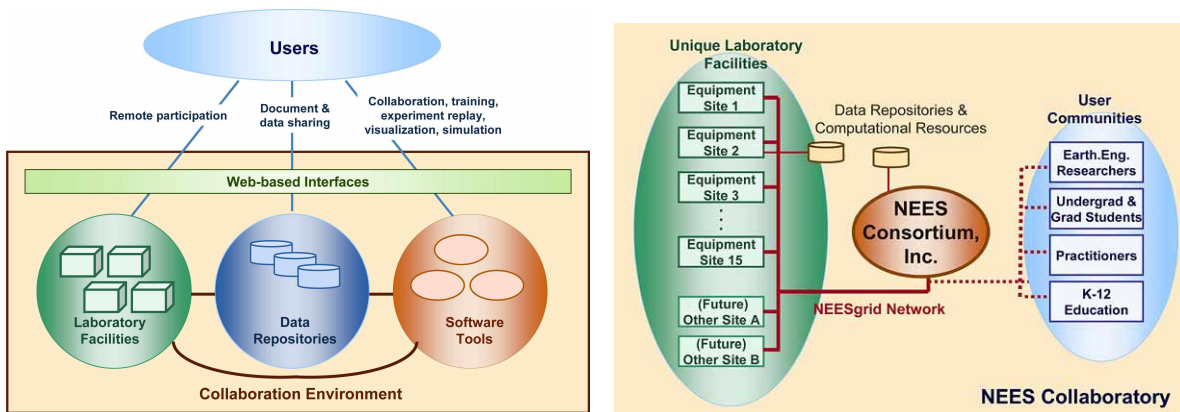 Users
Remote participation
Document &
data sharing
Collaboration, training,
experiment replay,
visualization, simulation
Web-based Interfaces
Laboratory
Facilities
Data
Repositories
Software
Tools
Collaboration Environment
Unique Laboratory
Facilities
Equipment
Site 1
Equipment
Site 2
Equipment
Site 3
Equipment
Site 15
(Future)
Other Site A
(Future)
Other Site B
Data Repositories &
Computational Resources
NEES
Consortium,
Inc.
NEESgrid Network
User
Communities
Earth.Eng.
Researchers
Undergrad &
Grad Students
Practitioners
K-12
Education
NEES Collaboratory